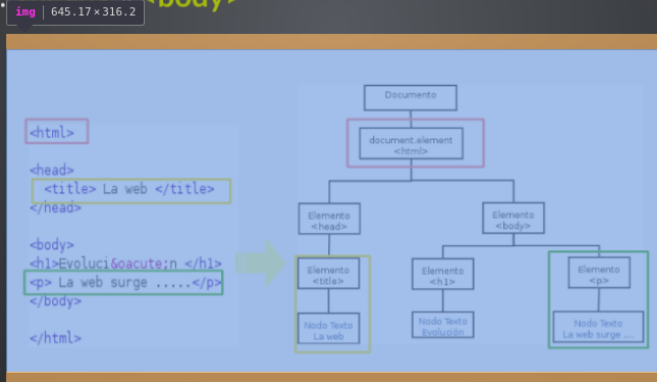 img 645.17×316.2
<body>
<html>
<head>
<title> La web </title>
</head>
<body>
<h1>Evoluci&oacute;n </h1>
<p> La web surge .....</p>
</body>
</html>
Documento
document.element
<html>
Elemento
<head>
Elemento
<body>
Elemento
<title>
Elemento
<h1>
Elemento
<p>
Nodo Texto
La web
Nodo Texto
Evolución
Nodo Texto
La web surge ...